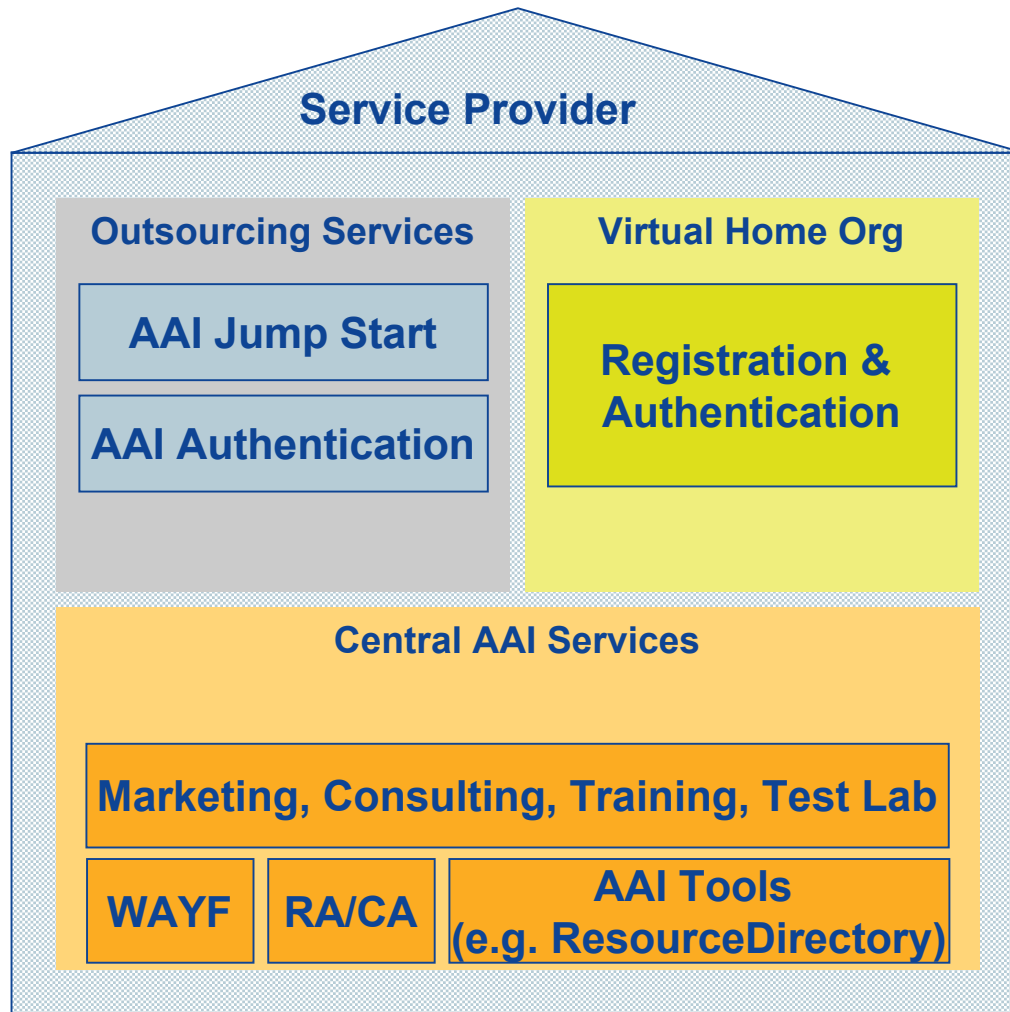 Service Provider
Outsourcing Services
AAI Jump Start
AAI Authentication
Virtual Home Org
Registration &
Authentication
Central AAI Services
Marketing, Consulting, Training, Test Lab
WAYF
RA/CA
AAI Tools
(e.g. ResourceDirectory)